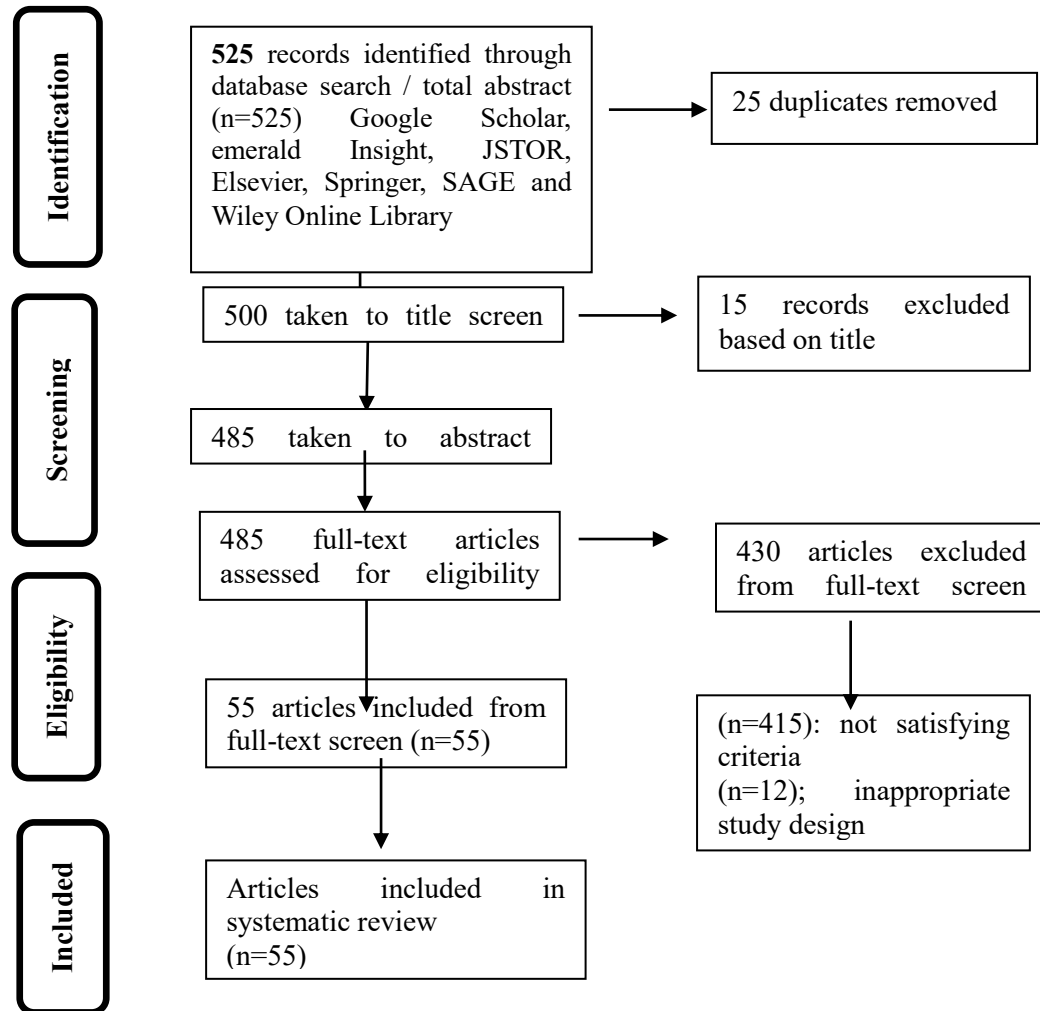 Identification
525 records identified through
database search / total abstract
(n=525) Google Scholar,
emerald Insight, JSTOR,
Elsevier, Springer, SAGE and
Wiley Online Library
25 duplicates removed
Screening
500 taken to title screen
15 records excluded
based on title
485 taken to abstract
485 full-text articles
assessed for eligibility
430 articles excluded
from full-text screen
Eligibility
55 articles included from
full-text screen (n=55)
(n=415): not satisfying
criteria
(n=12); inappropriate
study design
Included
Articles included in
systematic review
(n=55)